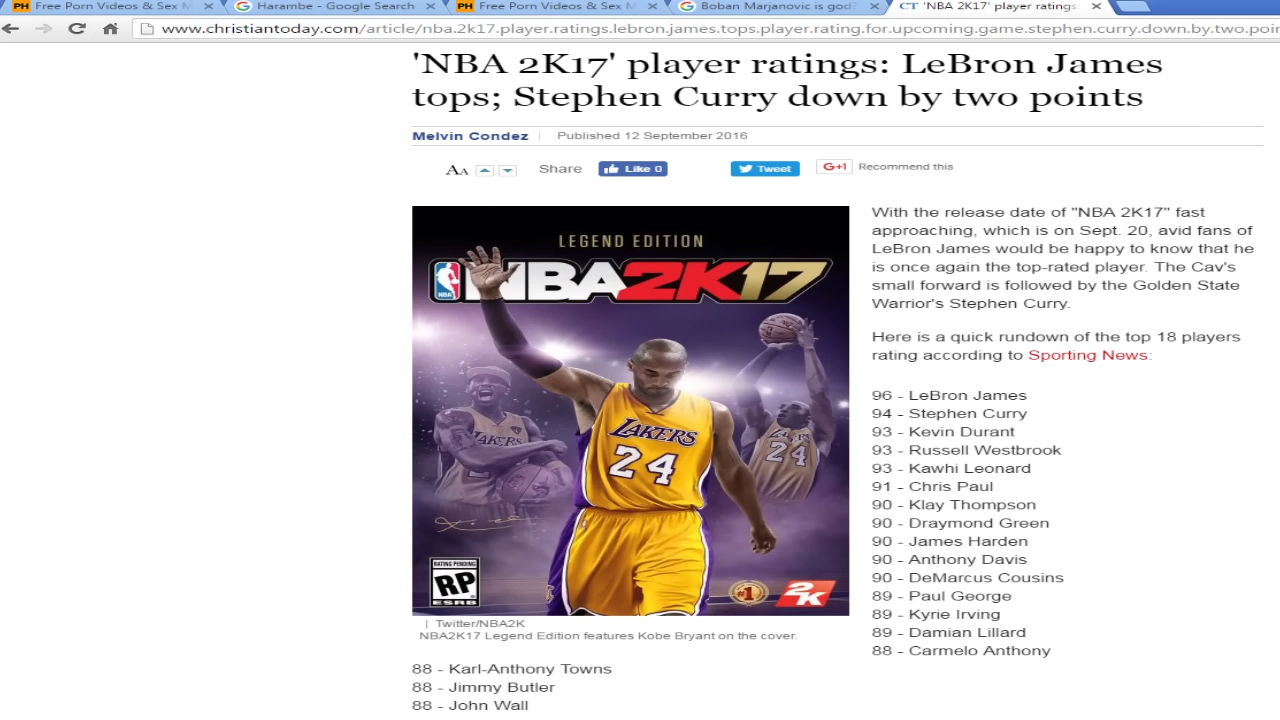 Free Porn Videos & Sex M
Harambe - Google Search
Free Porn Videos & Sex M
Boban Marjanovic is god
CT 'NBA 2K17' player ratings
www.christiantoday.com/article/nba.2k17.player.ratings.lebron.james.tops.player.rating.for.upcoming.game.stephen.curry.down.by.two.poin
'NBA 2K17' player ratings: LeBron James
tops; Stephen Curry down by two points
Melvin Condez
Published 12 September 2016
AA
Share
Like 0
Tweet
G+1
Recommend this
LEGEND EDITION
NBA
NBA2K17
LAKERS
24
LAKERS
24
RATING PENDING
RP
ESRB
#1
2K
| Twitter/NBA2K
NBA2K17 Legend Edition features Kobe Bryant on the cover.
With the release date of "NBA 2K17" fast
approaching, which is on Sept. 20, avid fans of
LeBron James would be happy to know that he
is once again the top-rated player. The Cav's
small forward is followed by the Golden State
Warrior's Stephen Curry.
Here is a quick rundown of the top 18 players
rating according to Sporting News:
96 - LeBron James
94 - Stephen Curry
93 - Kevin Durant
93 - Russell Westbrook
93 - Kawhi Leonard
91 - Chris Paul
90 - Klay Thompson
90 - Draymond Green
90 - James Harden
90 - Anthony Davis
90 - DeMarcus Cousins
89 - Paul George
89 - Kyrie Irving
89 - Damian Lillard
88 - Carmelo Anthony
88 - Karl-Anthony Towns
88 - Jimmy Butler
88 - John Wall